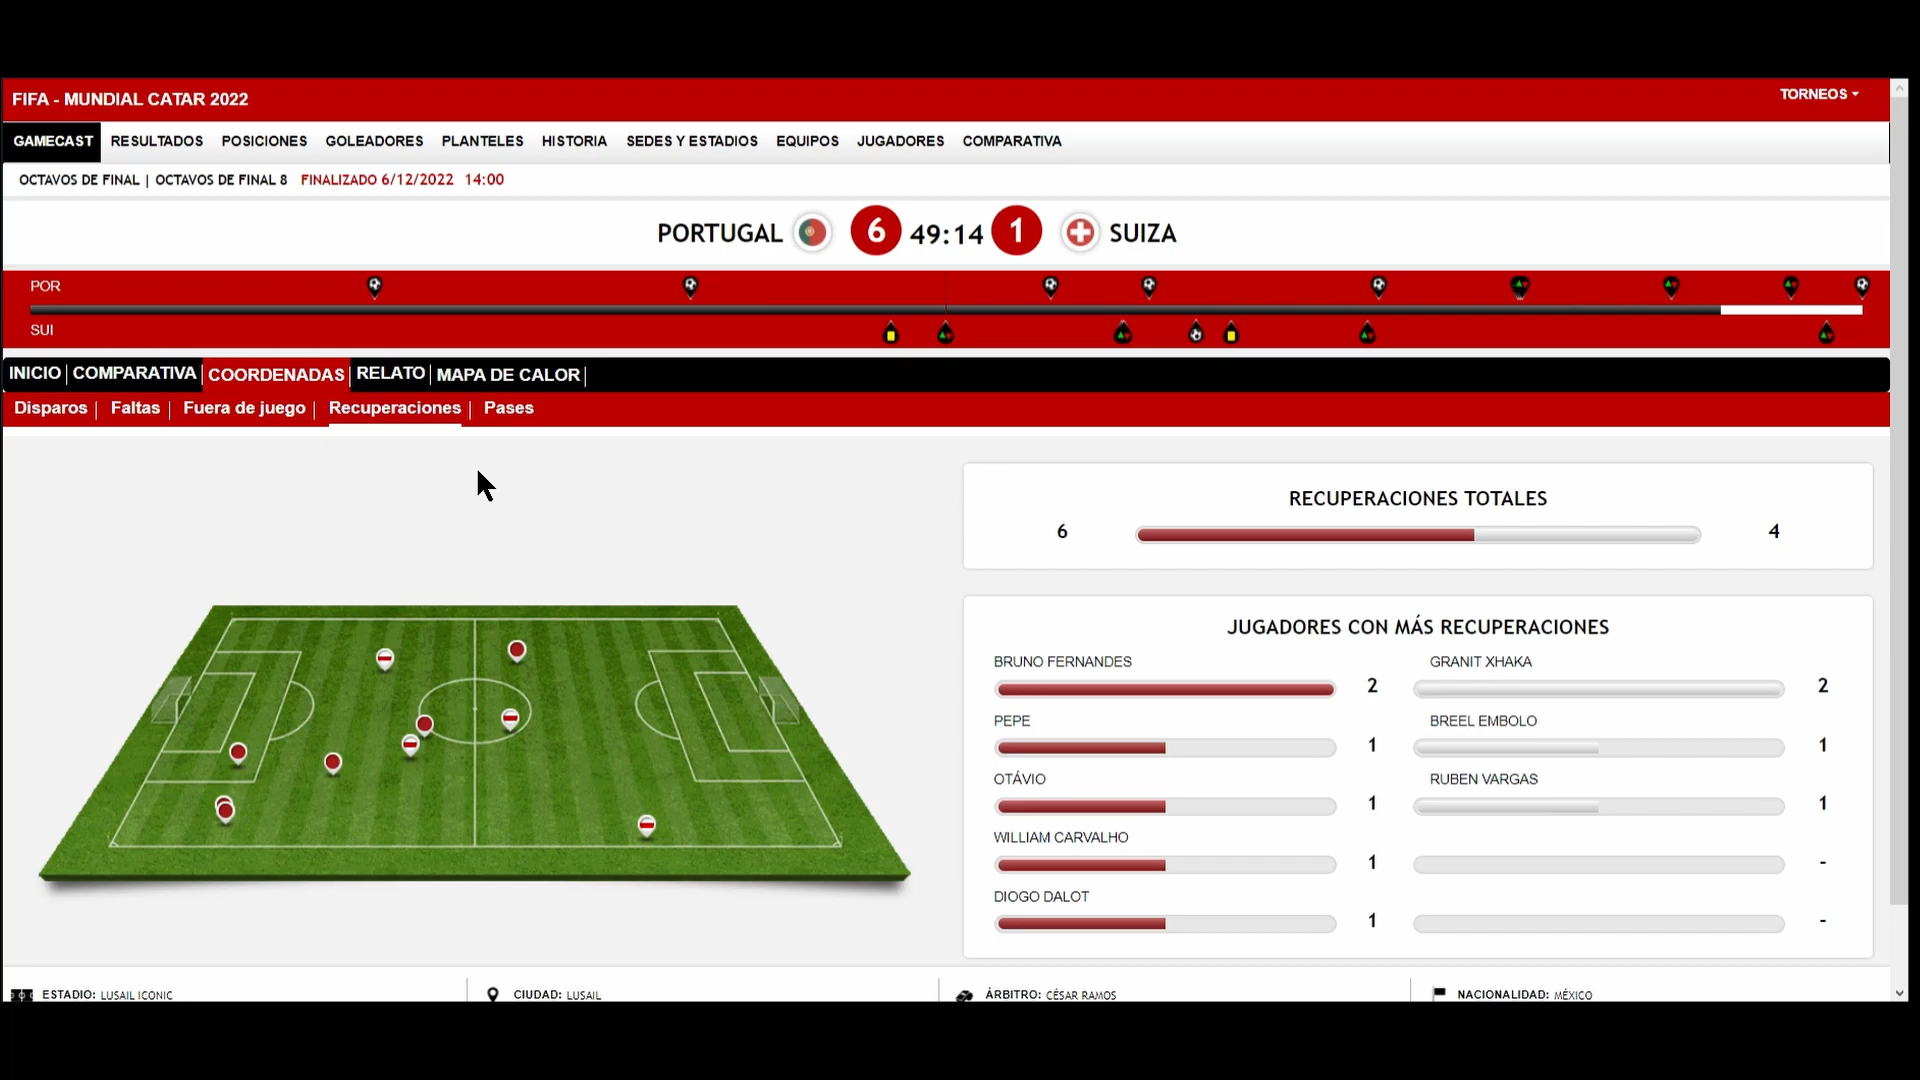 FIFA - MUNDIAL CATAR 2022
TORNEOS
GAMECAST RESULTADOS POSICIONES GOLEADORES PLANTELES HISTORIA SEDES Y ESTADIOS EQUIPOS JUGADORES COMPARATIVA
OCTAVOS DE FINAL | OCTAVOS DE FINAL 8 FINALIZADO 6/12/2022 14:00
PORTUGAL 6 49:14 1 SUIZA
POR
SUI
INICIO | COMPARATIVA | COORDENADAS | RELATO | MAPA DE CALOR |
Disparos | Faltas | Fuera de juego | Recuperaciones | Pases
RECUPERACIONES TOTALES
6 4
JUGADORES CON MÁS RECUPERACIONES
BRUNO FERNANDES GRANIT XHAKA
2 2
PEPE BREEL EMBOLO
1 1
OTÁVIO RUBEN VARGAS
1 1
WILLIAM CARVALHO
1 -
DIOGO DALOT
1 -
ESTADIO: LUSAIL ICONIC CIUDAD: LUSAIL ÁRBITRO: CÉSAR RAMOS NACIONALIDAD: MÉXICO